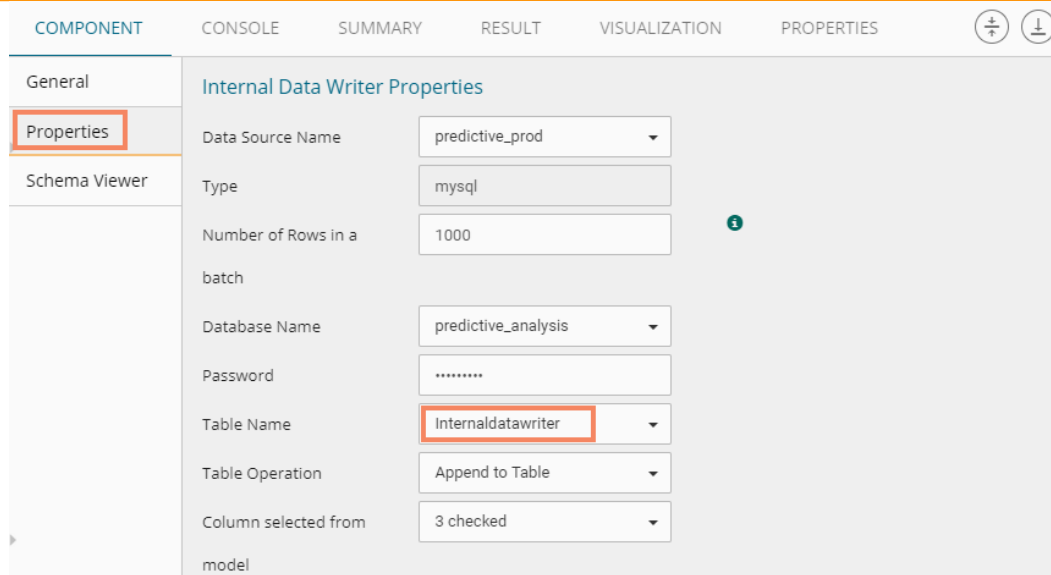 COMPONENT CONSOLE SUMMARY RESULT VISUALIZATION PROPERTIES
General
Properties
Schema Viewer
Internal Data Writer Properties
Data Source Name predictive_prod
Type mysql
Number of Rows in a 1000
batch
Database Name predictive_analysis
Password •••••••••
Table Name Internaldatawriter
Table Operation Append to Table
Column selected from 3 checked
model